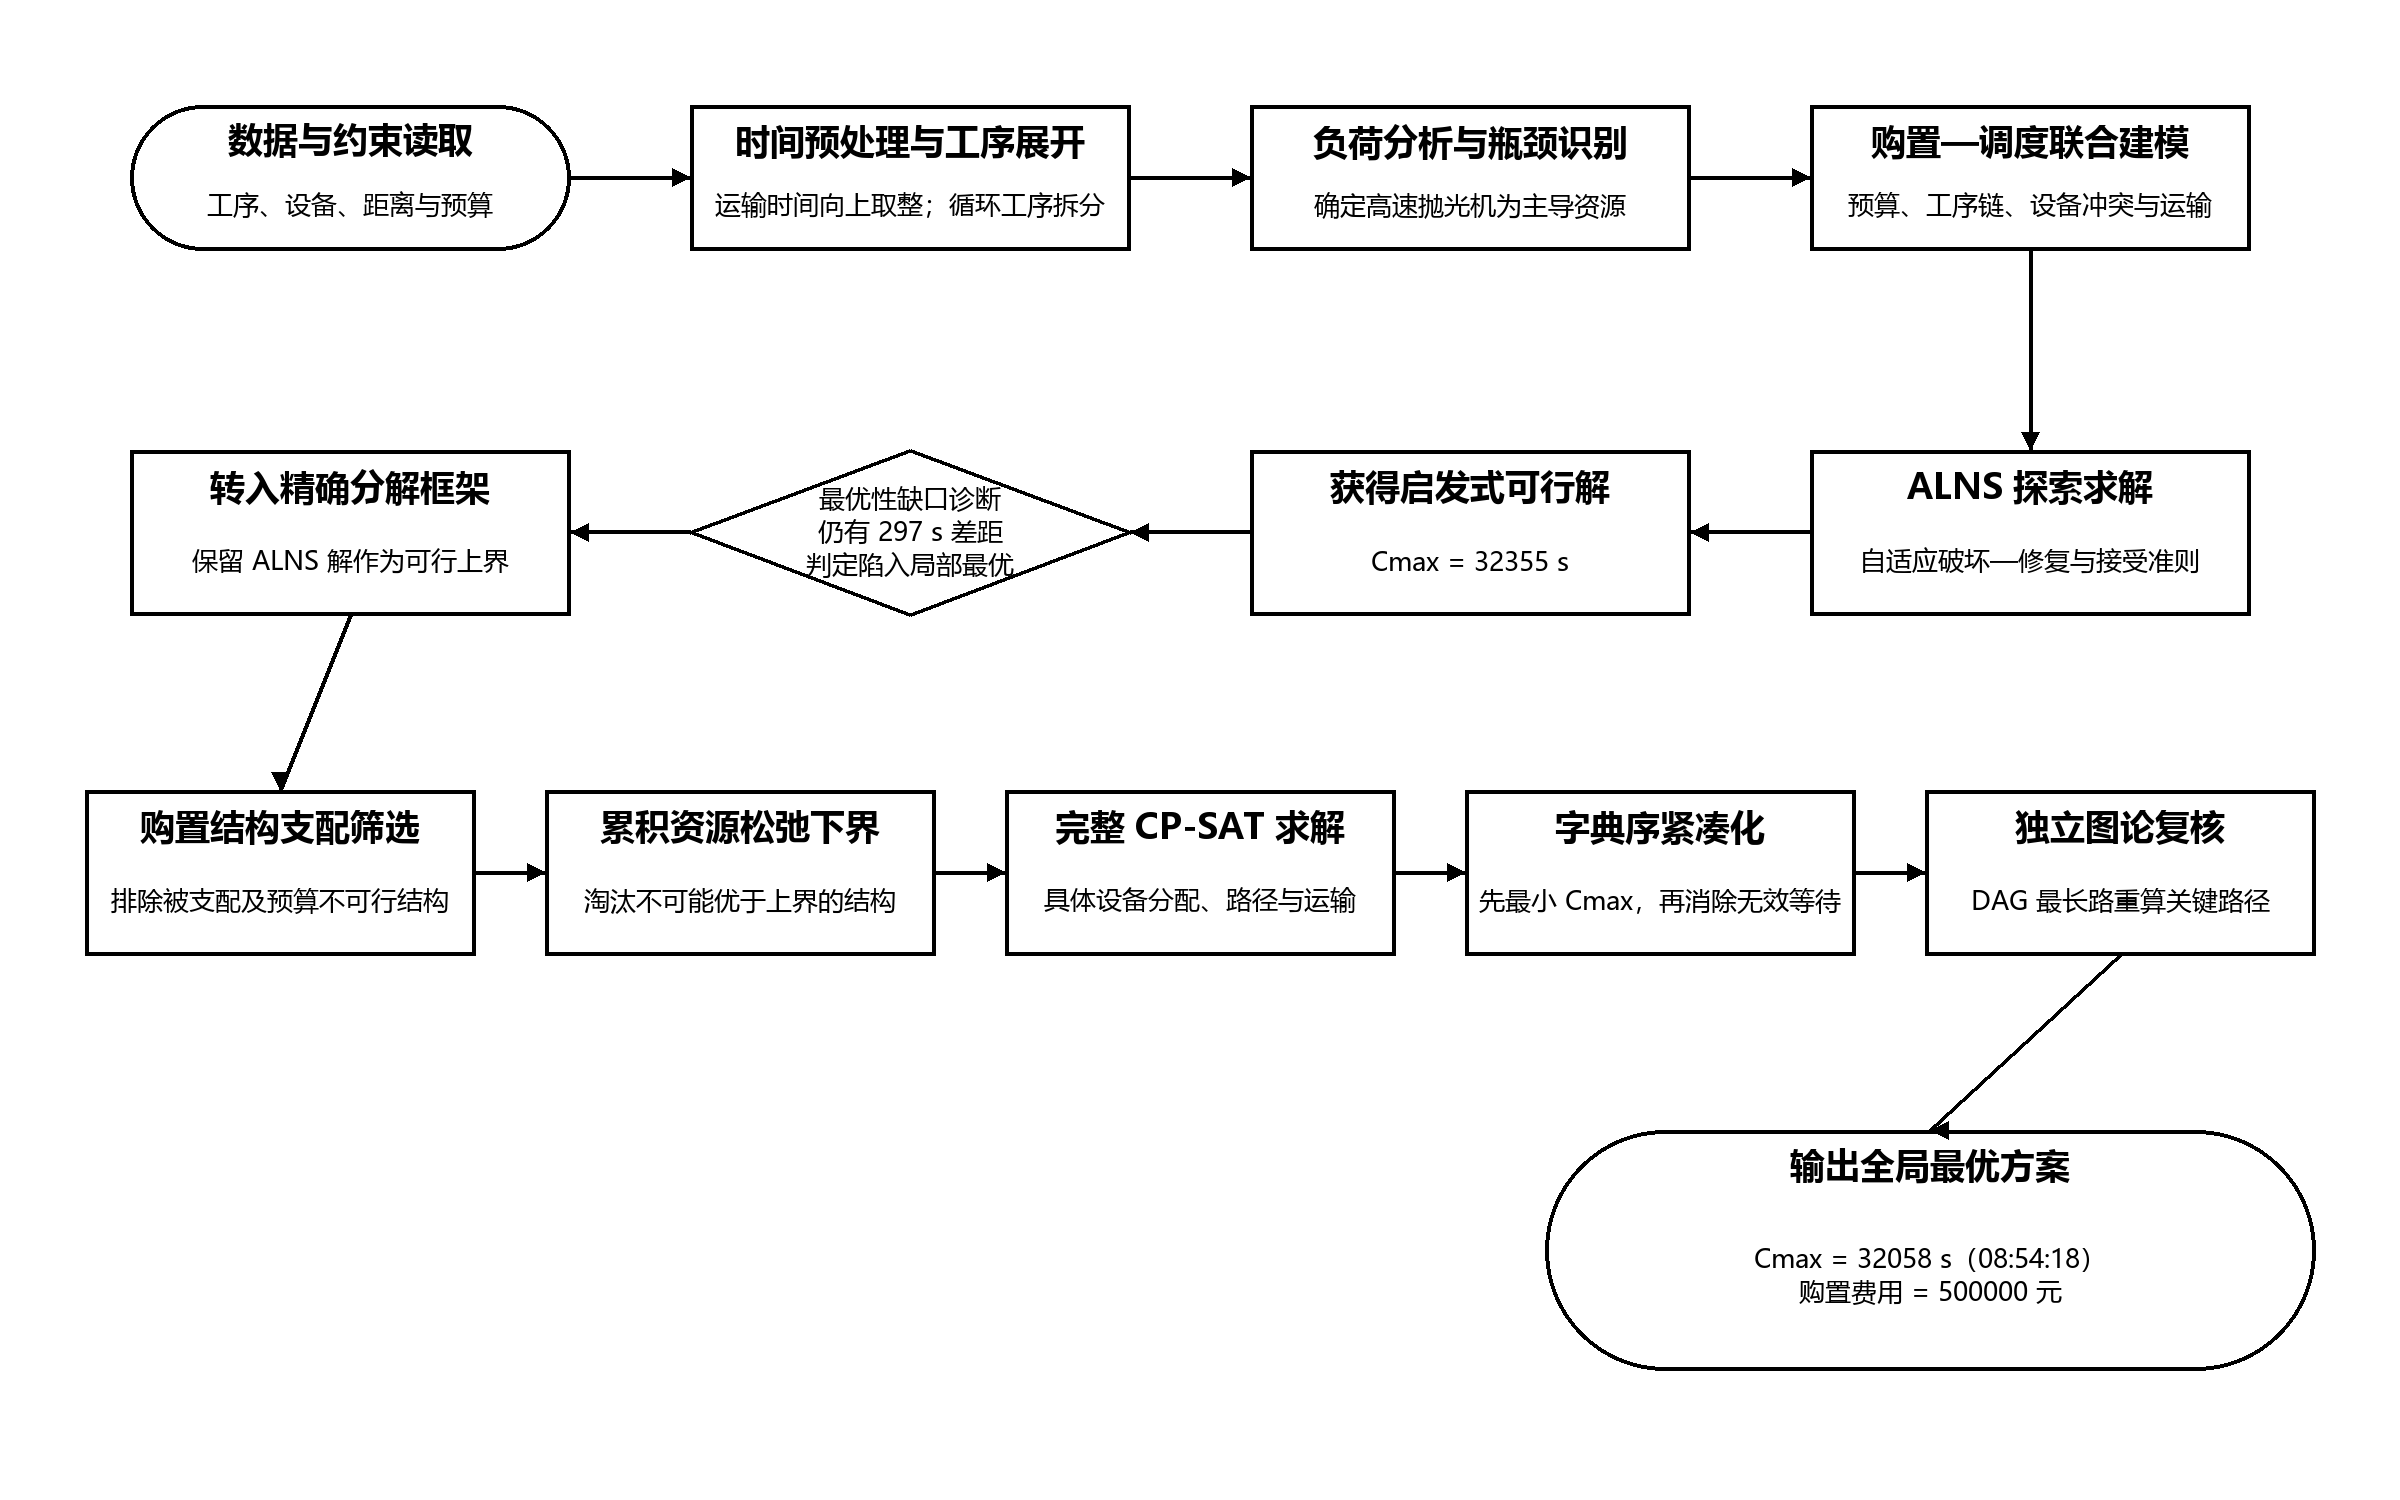 数据与约束读取
工序、设备、距离与预算
时间预处理与工序展开
运输时间向上取整；循环工序拆分
负荷分析与瓶颈识别
确定高速抛光机为主导资源
购置—调度联合建模
预算、工序链、设备冲突与运输
ALNS 探索求解
自适应破坏—修复与接受准则
获得启发式可行解
Cmax = 32355 s
最优性缺口诊断
仍有 297 s 差距
判定陷入局部最优
转入精确分解框架
保留 ALNS 解作为可行上界
购置结构支配筛选
排除被支配及预算不可行结构
累积资源松弛下界
淘汰不可能优于上界的结构
完整 CP-SAT 求解
具体设备分配、路径与运输
字典序紧凑化
先最小 Cmax，再消除无效等待
独立图论复核
DAG 最长路重算关键路径
输出全局最优方案
Cmax = 32058 s（08:54:18）
购置费用 = 500000 元